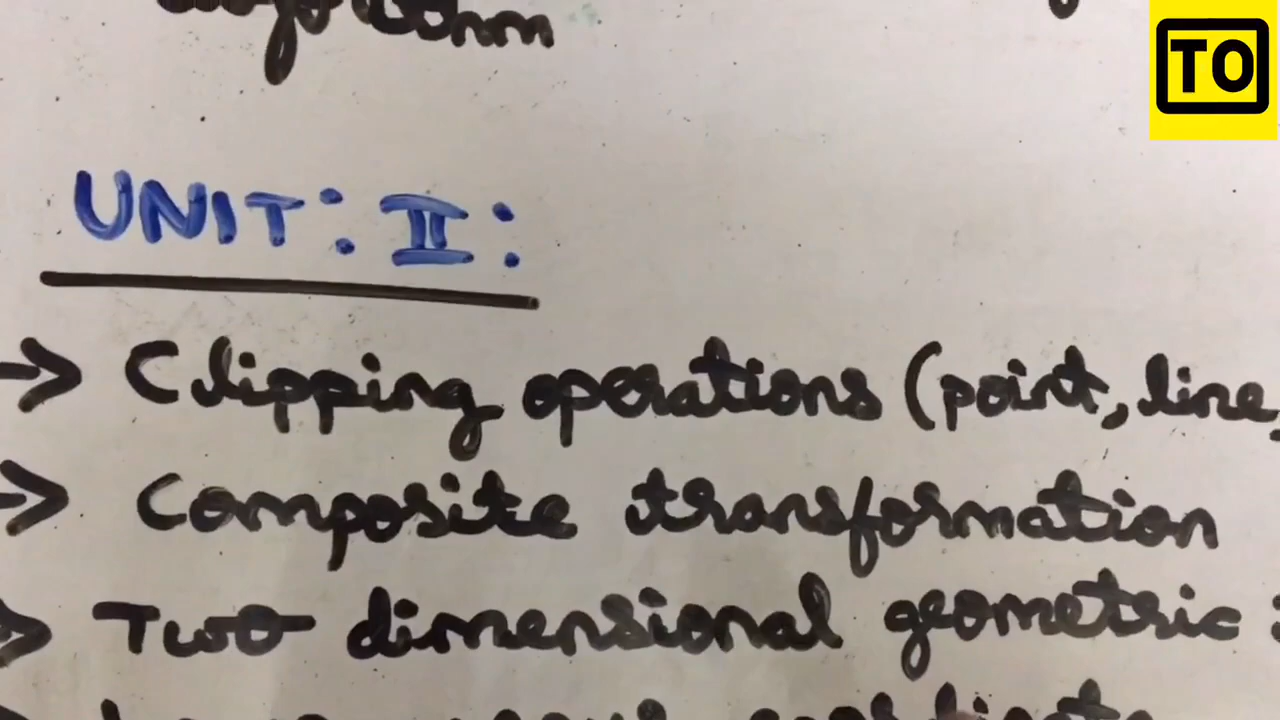 TO
UNIT: II:
→ Clipping operations (point, line,
→ Composite transformation
→ Two dimensional geometric